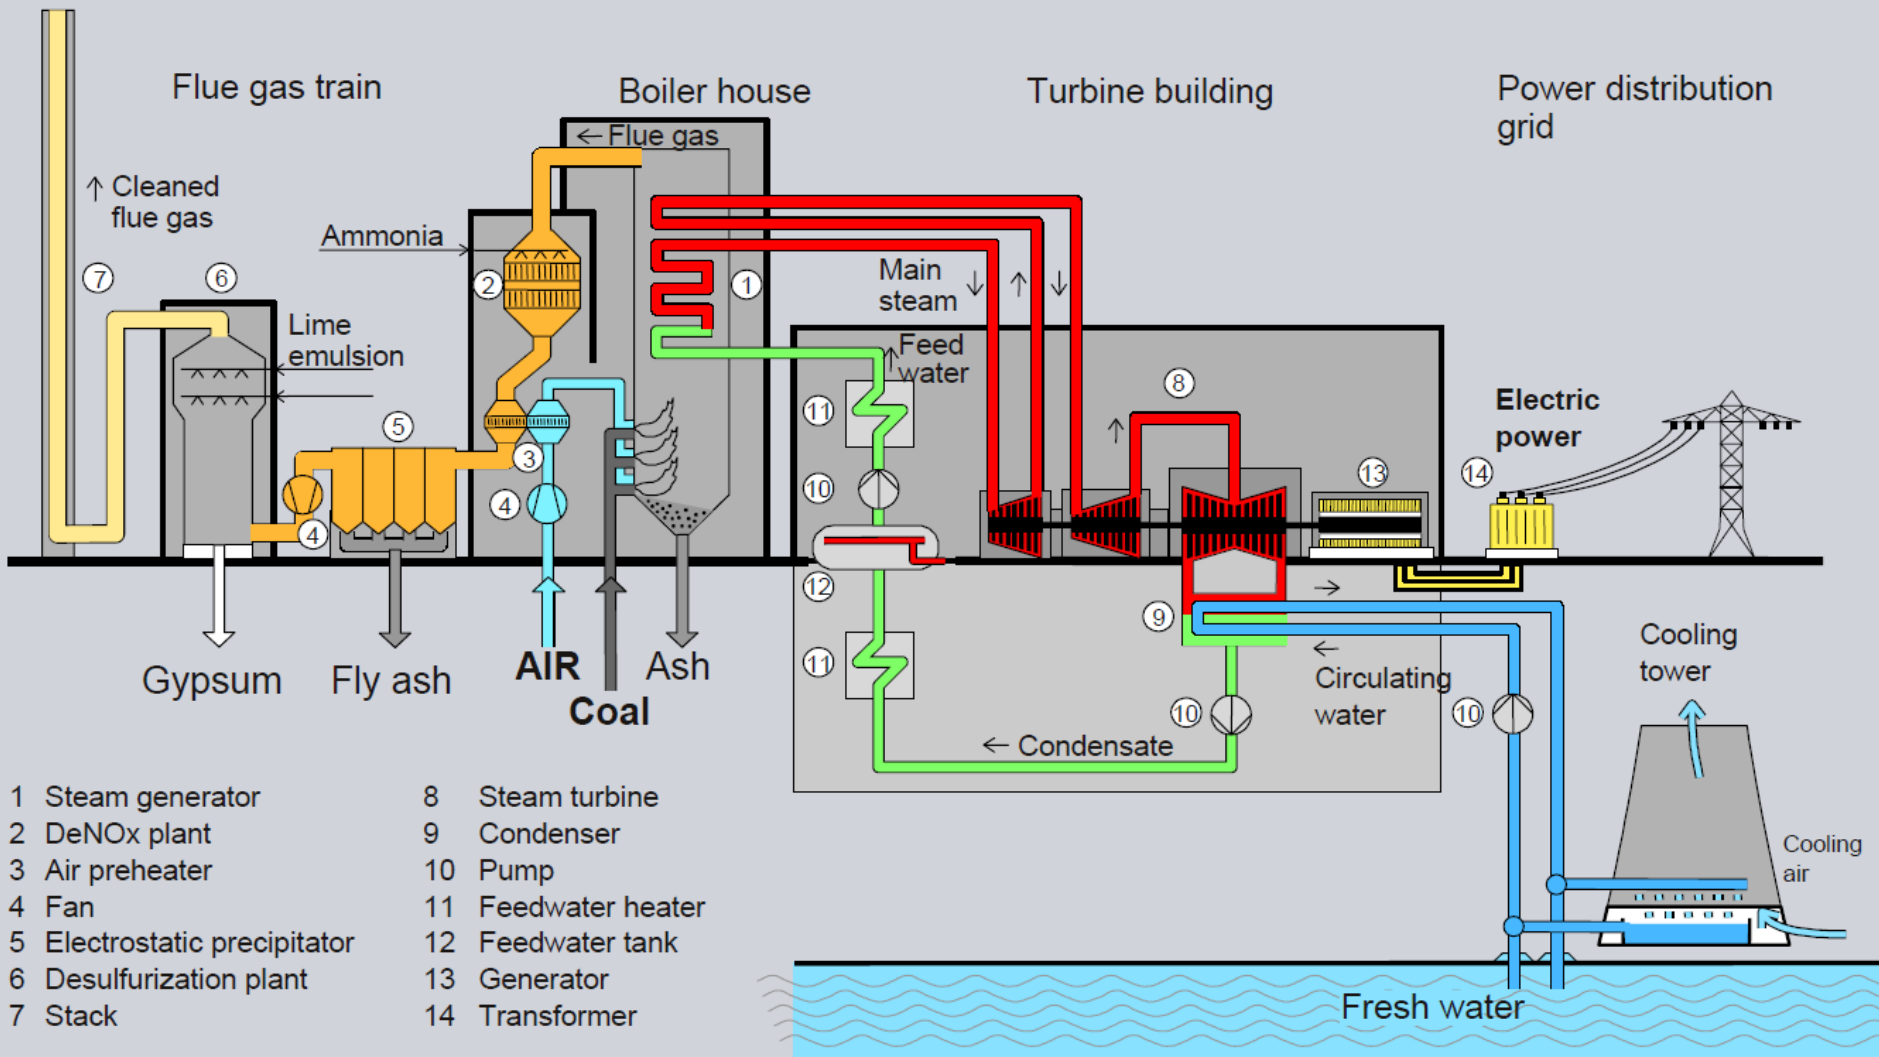 Flue gas train
Boiler house
Turbine building
Power distribution
grid
← Flue gas
↑ Cleaned
flue gas
Ammonia
7
6
2
1
Main
steam
↓
↑
↓
Lime
emulsion
↑ Feed
water
8
Electric
power
11
5
↑
3
13
14
10
4
4
12
→
9
Cooling
tower
AIR
Ash
11
←
Gypsum
Fly ash
Circulating
water
Coal
10
10
← Condensate
1 Steam generator
2 DeNOx plant
3 Air preheater
4 Fan
5 Electrostatic precipitator
6 Desulfurization plant
7 Stack
8 Steam turbine
9 Condenser
10 Pump
11 Feedwater heater
12 Feedwater tank
13 Generator
14 Transformer
Cooling
air
Fresh water